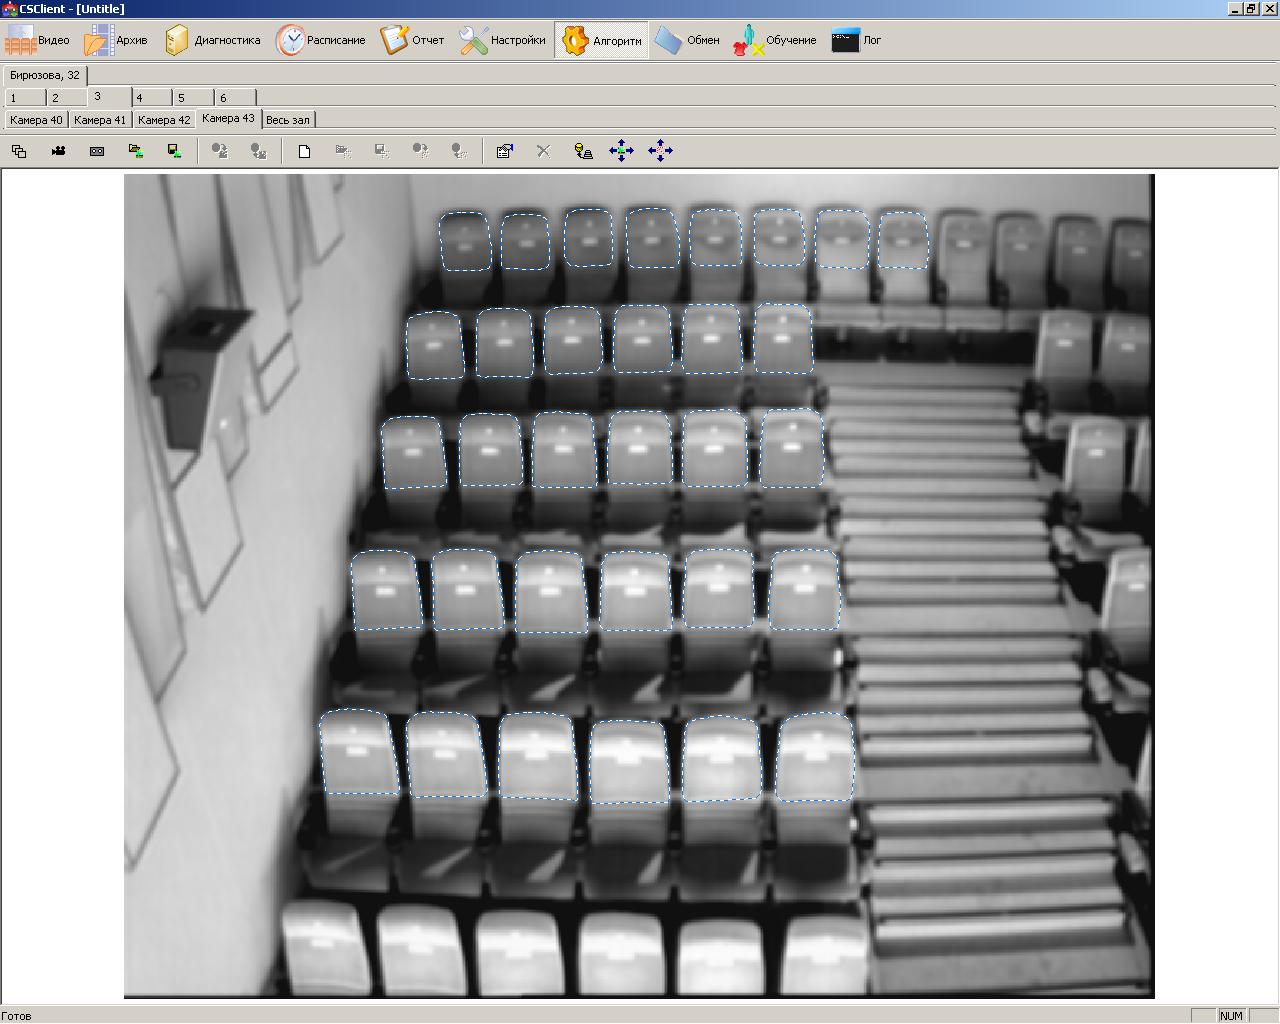 CSClient - [Untitle]
Видео Архив Диагностика Расписание Отчет Настройки Алгоритм Обмен Обучение Лог
Бирюзова, 32
1 2 3 4 5 6
Камера 40 Камера 41 Камера 42 Камера 43 Весь зал
Готов NUM